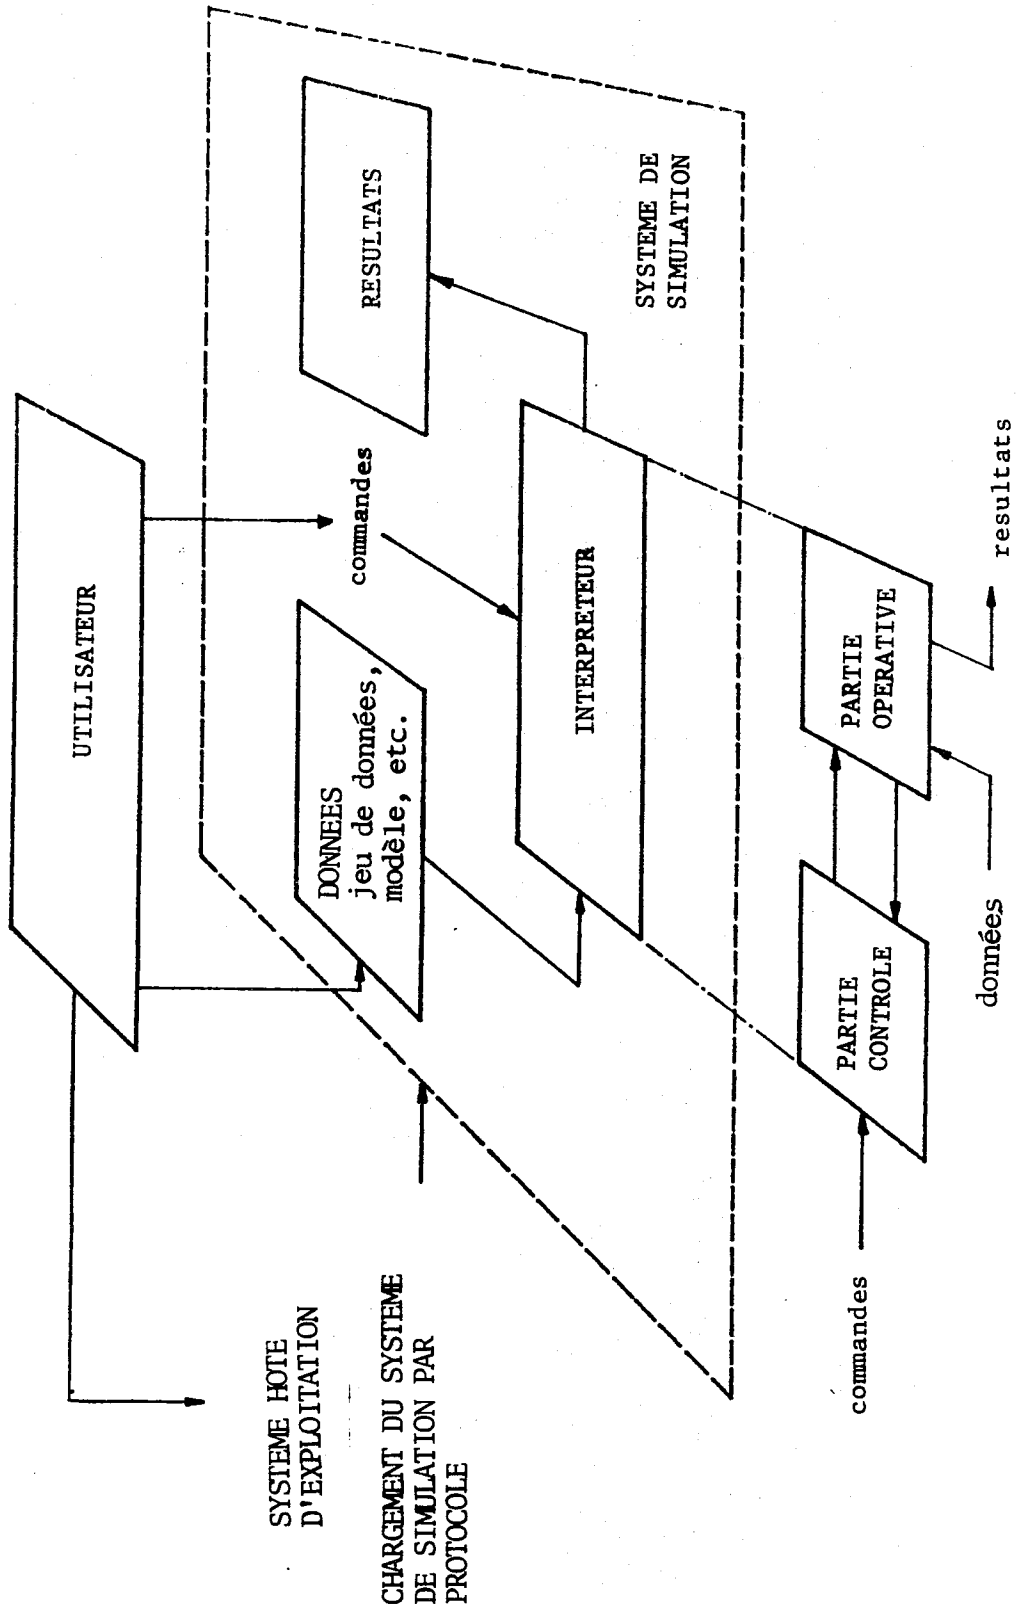 UTILISATEUR
SYSTEME HOTE
D'EXPLOITATION
CHARGEMENT DU SYSTEME
DE SIMULATION PAR
PROTOCOLE
DONNEES
jeu de données,
modèle, etc.
commandes
RESULTATS
INTERPRETEUR
SYSTEME DE
SIMULATION
commandes
PARTIE
CONTROLE
PARTIE
OPERATIVE
données
resultats